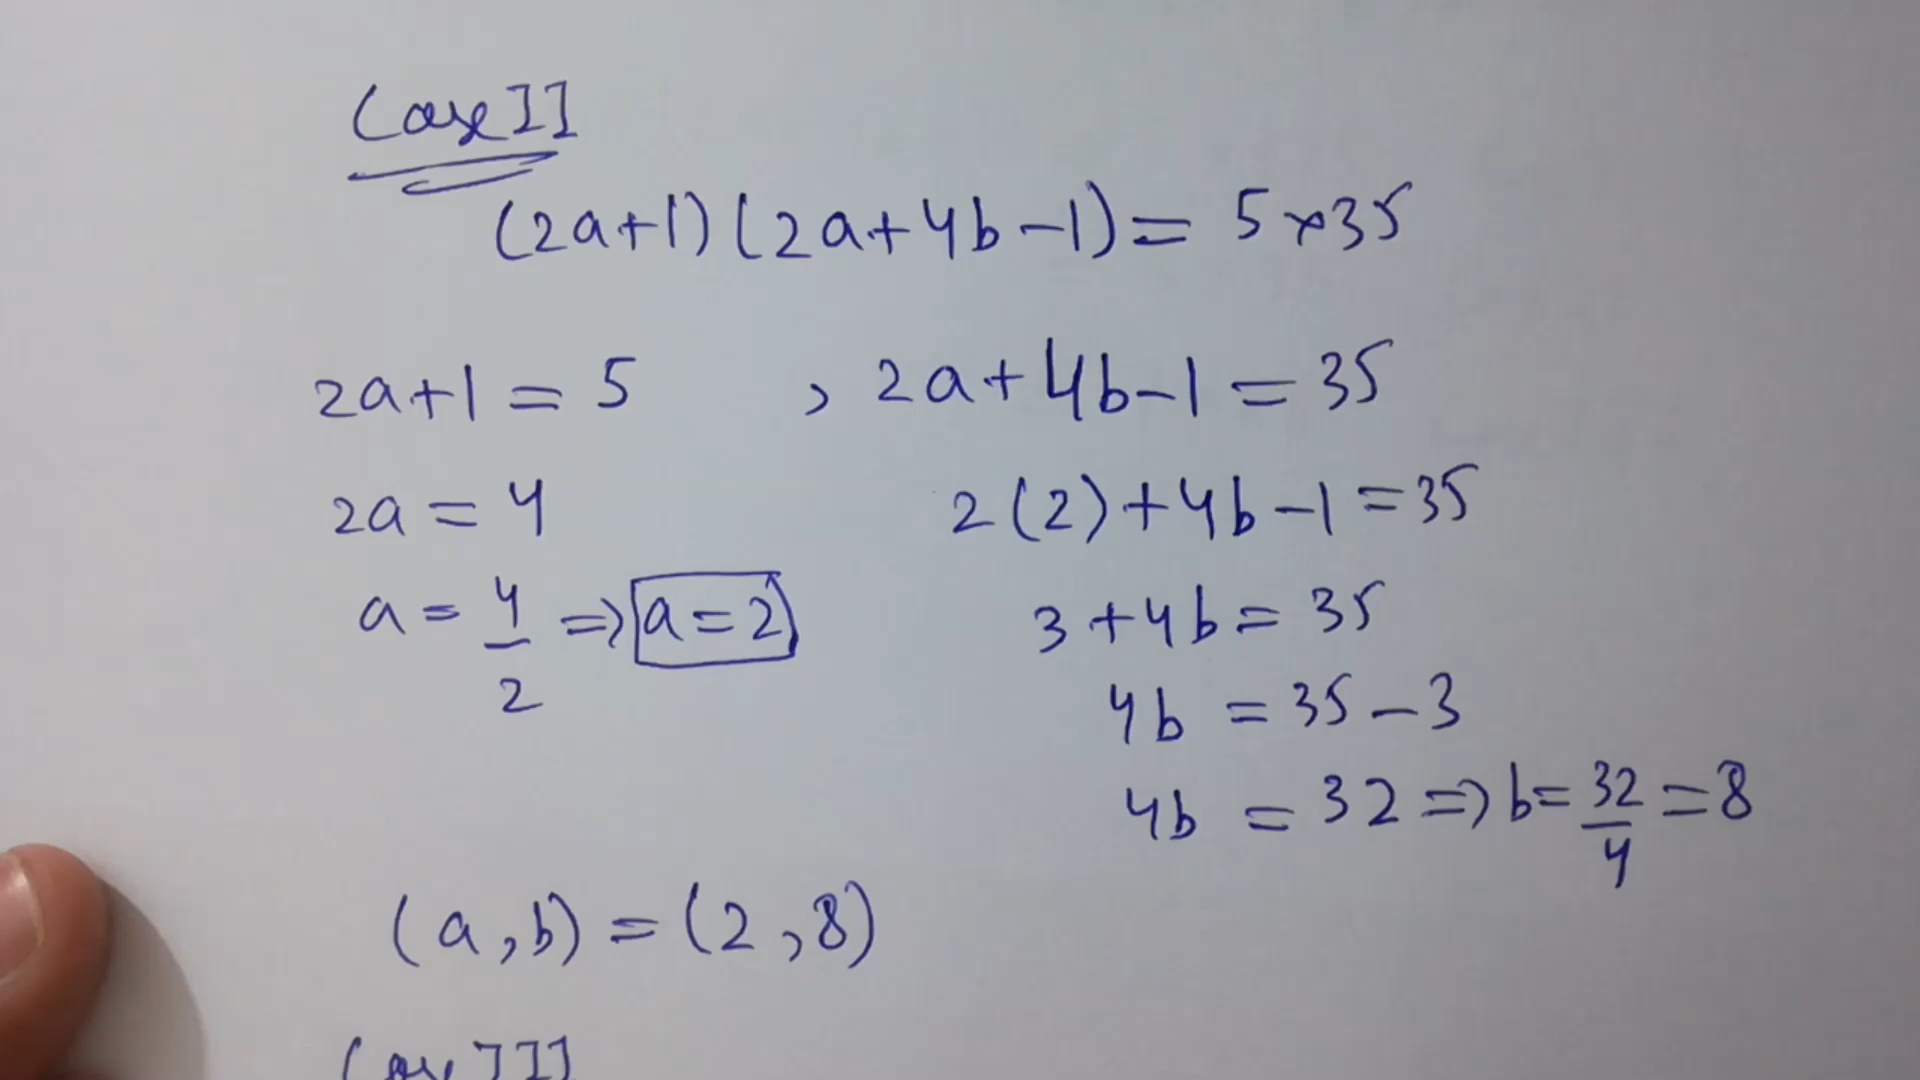 Case II
(2a+1)(2a+4b-1) = 5×35
2a+1 = 5 , 2a+4b-1 = 35
2a = 4 2(2)+4b-1 = 35
a = 4/2 ⇒ a=2 3+4b = 35
4b = 35-3
4b = 32 ⇒ b = 32/4 = 8
(a,b) = (2,8)
Case III